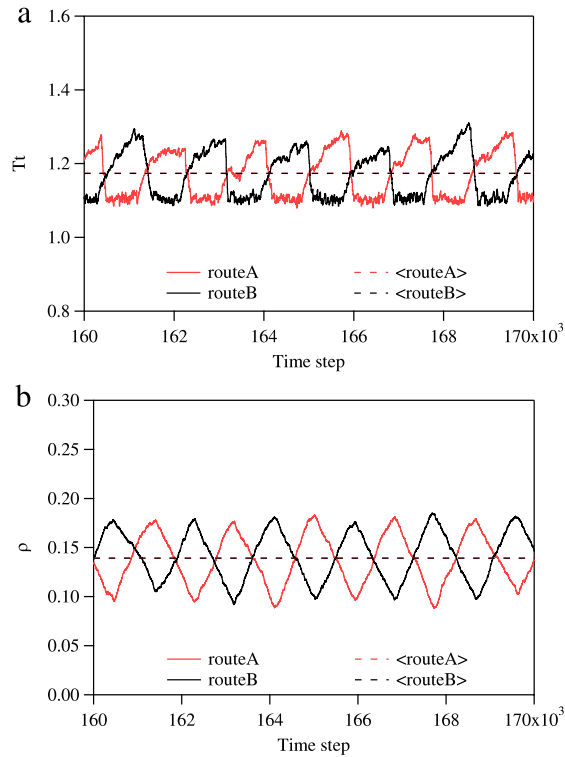 a
1.6
1.4
1.2
1.0
0.8
Tt
routeA
<routeA>
routeB
<routeB>
160
162
164
166
168
170x10³
Time step
b
0.30
0.20
0.15
0.10
0.05
0.00
ρ
routeA
<routeA>
routeB
<routeB>
160
162
164
166
168
170x10³
Time step